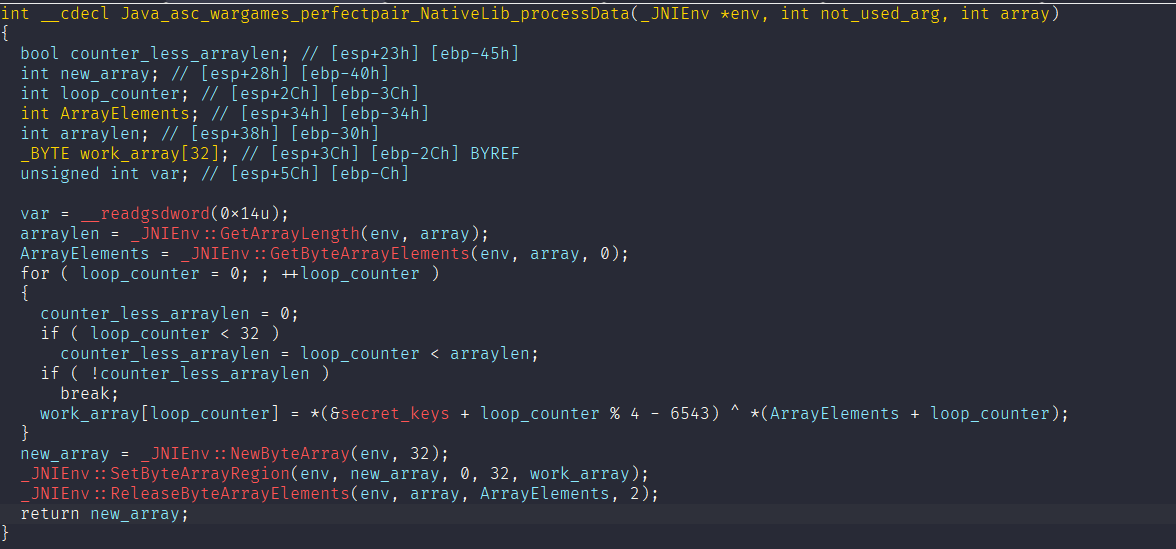 int __cdecl Java_asc_wargames_perfectpair_NativeLib_processData(_JNIEnv *env, int not_used_arg, int array)
{
  bool counter_less_arraylen; // [esp+23h] [ebp-45h]
  int new_array; // [esp+28h] [ebp-40h]
  int loop_counter; // [esp+2Ch] [ebp-3Ch]
  int ArrayElements; // [esp+34h] [ebp-34h]
  int arraylen; // [esp+38h] [ebp-30h]
  _BYTE work_array[32]; // [esp+3Ch] [ebp-2Ch] BYREF
  unsigned int var; // [esp+5Ch] [ebp-Ch]
  var = __readgsdword(0x14u);
  arraylen = _JNIEnv::GetArrayLength(env, array);
  ArrayElements = _JNIEnv::GetByteArrayElements(env, array, 0);
  for ( loop_counter = 0; ; ++loop_counter )
  {
    counter_less_arraylen = 0;
    if ( loop_counter < 32 )
      counter_less_arraylen = loop_counter < arraylen;
    if ( !counter_less_arraylen )
      break;
    work_array[loop_counter] = *(&secret_keys + loop_counter % 4 - 6543) ^ *(ArrayElements + loop_counter);
  }
  new_array = _JNIEnv::NewByteArray(env, 32);
  _JNIEnv::SetByteArrayRegion(env, new_array, 0, 32, work_array);
  _JNIEnv::ReleaseByteArrayElements(env, array, ArrayElements, 2);
  return new_array;
}